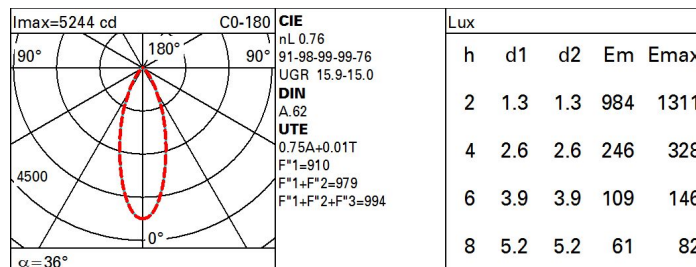 Imax=5244 cd C0-180
90° 180° 90°
4500
0°
α=36°
CIE
nL 0.76
91-98-99-99-76
UGR 15.9-15.0
DIN
A.62
UTE
0.75A+0.01T
F"1=910
F"1+F"2=979
F"1+F"2+F"3=994
Lux
h d1 d2 Em Emax
2 1.3 1.3 984 1311
4 2.6 2.6 246 328
6 3.9 3.9 109 146
8 5.2 5.2 61 82